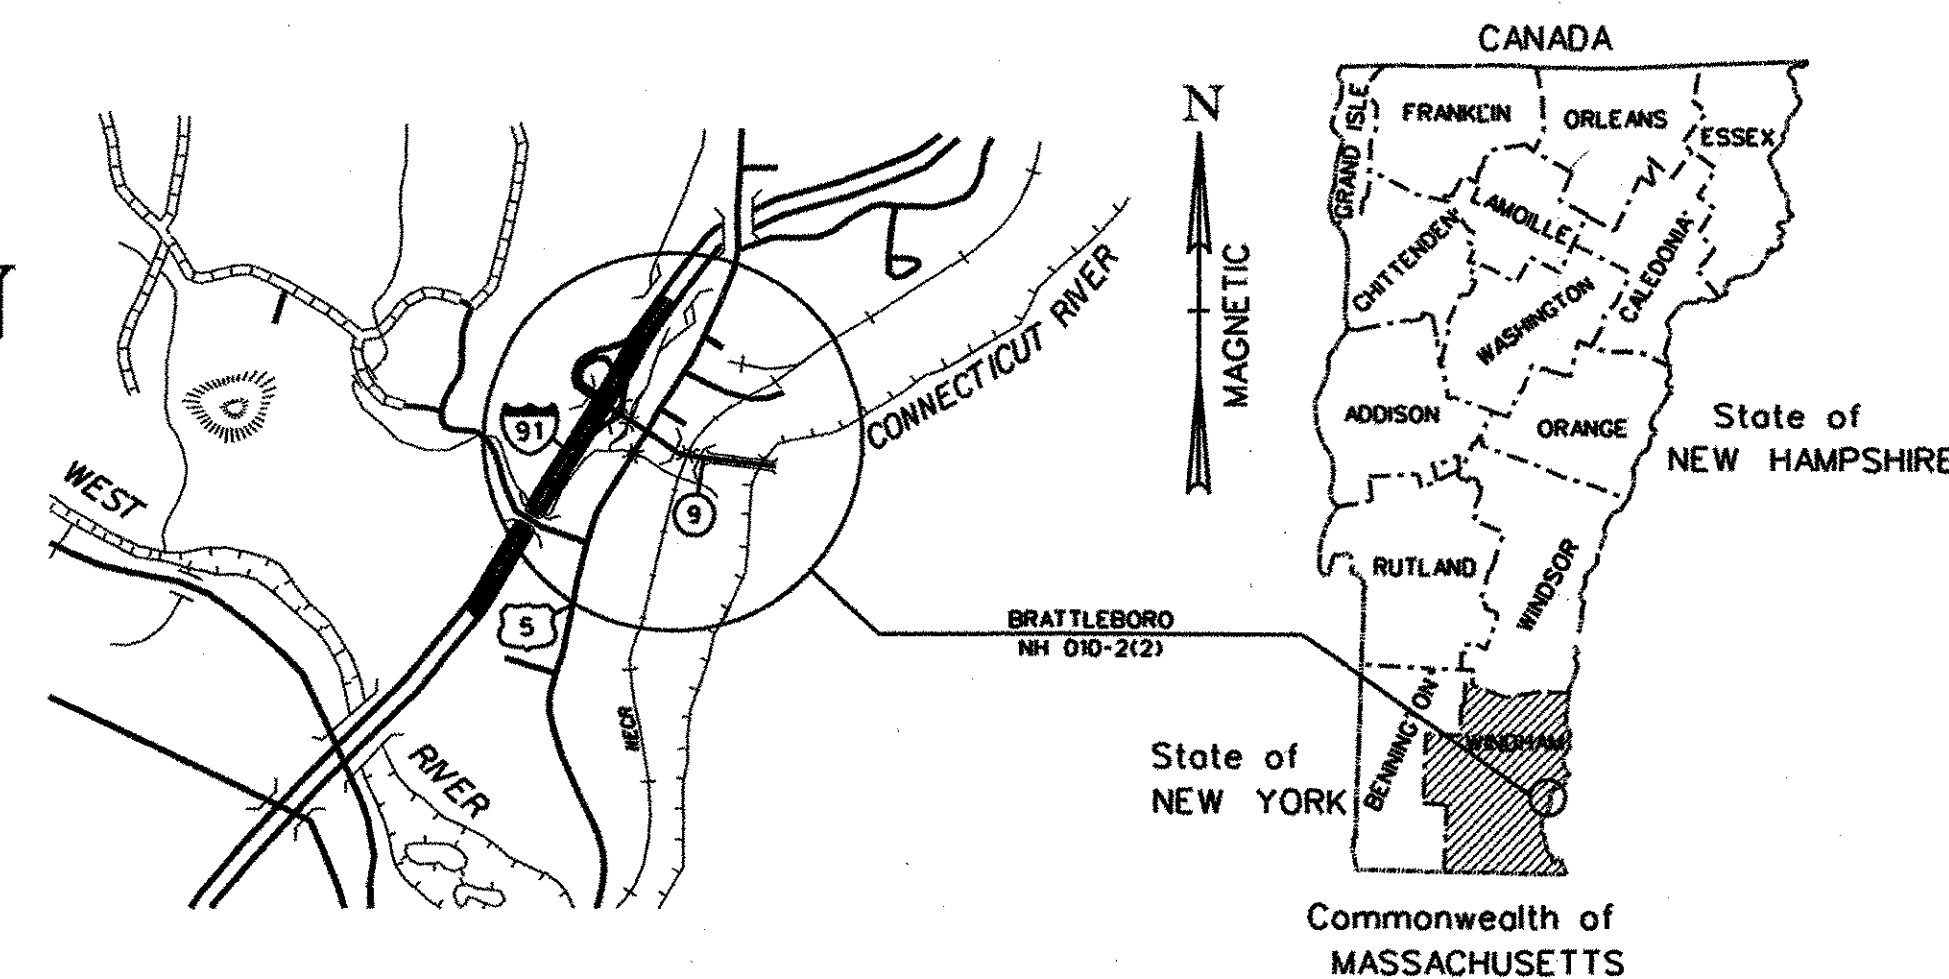 CANADA
N
MAGNETIC
GRAND ISLE
FRANKLIN
ORLEANS
ESSEX
LAMOILLE
CHITTENDEN
CALEDONIA
WASHINGTON
ADDISON
ORANGE
State of
NEW HAMPSHIRE
RUTLAND
WINDSOR
BENNINGTON
WINDHAM
State of
NEW YORK
Commonwealth of
MASSACHUSETTS
CONNECTICUT RIVER
91
9
5
WEST
RIVER
NECR
BRATTLEBORO
NH 010-2(2)